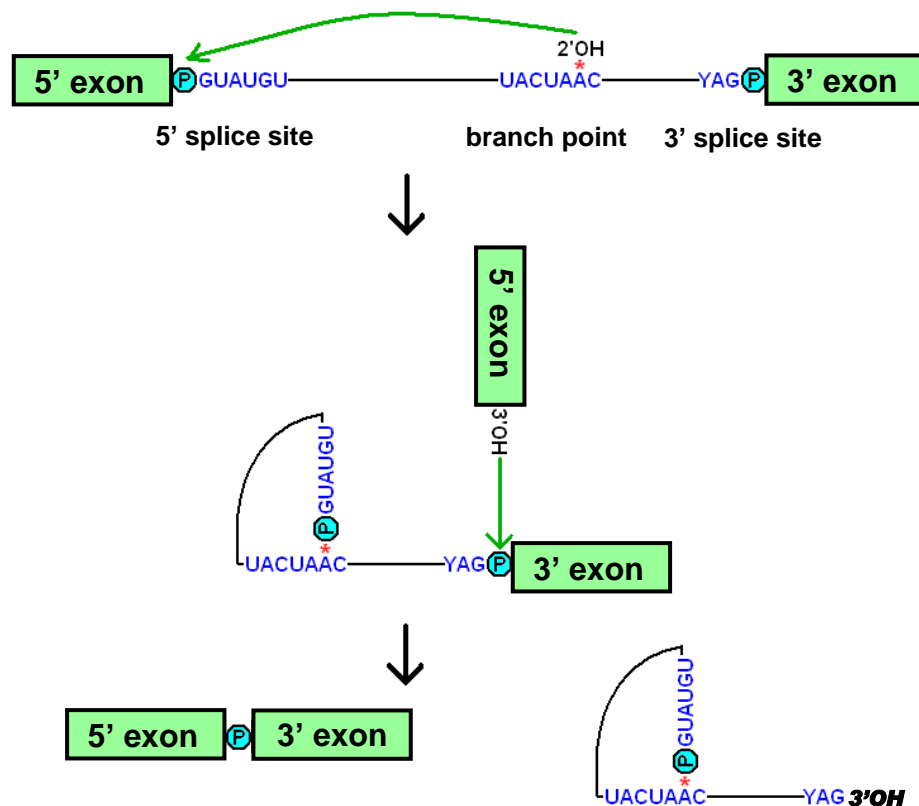 2'OH
*
5' exon P GUAUGU UACUAAC YAG P 3' exon
5' splice site branch point 3' splice site
5' exon
3'OH
GUAUGU
P
*
UACUAAC YAG P 3' exon
5' exon P 3' exon
GUAUGU
P
*
UACUAAC YAG 3'OH